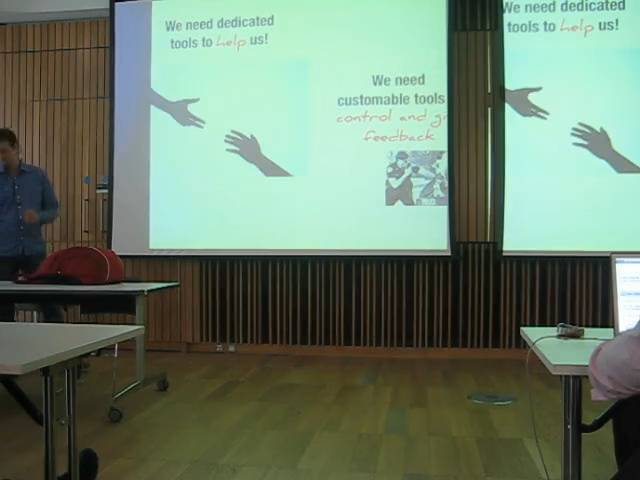 We need dedicated
tools to help us!
We need
customable tools
control and g
feedback
We need dedicated
tools to help us!